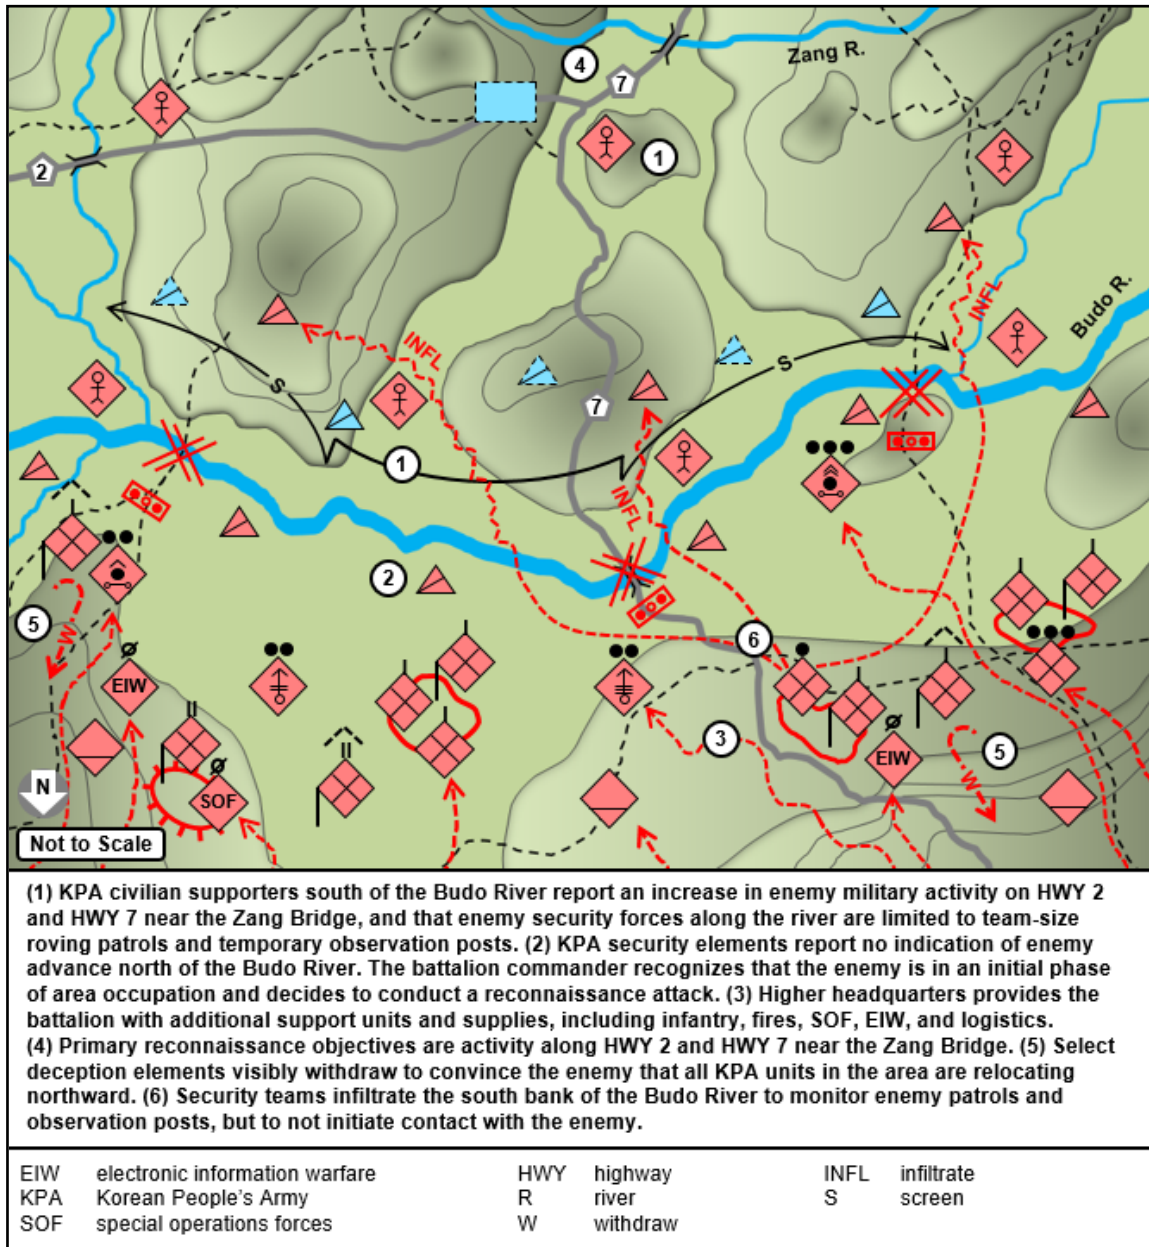 4
Zang R.
7
1
2
INFL
INFL
Budo R.
S
S
7
1
INFL
2
5
W
EIW
6
3
EIW
5
W
SOF
N
Not to Scale
(1) KPA civilian supporters south of the Budo River report an increase in enemy military activity on HWY 2
and HWY 7 near the Zang Bridge, and that enemy security forces along the river are limited to team-size
roving patrols and temporary observation posts. (2) KPA security elements report no indication of enemy
advance north of the Budo River. The battalion commander recognizes that the enemy is in an initial phase
of area occupation and decides to conduct a reconnaissance attack. (3) Higher headquarters provides the
battalion with additional support units and supplies, including infantry, fires, SOF, EIW, and logistics.
(4) Primary reconnaissance objectives are activity along HWY 2 and HWY 7 near the Zang Bridge. (5) Select
deception elements visibly withdraw to convince the enemy that all KPA units in the area are relocating
northward. (6) Security teams infiltrate the south bank of the Budo River to monitor enemy patrols and
observation posts, but to not initiate contact with the enemy.
EIW electronic information warfare HWY highway INFL infiltrate
KPA Korean People's Army R river S screen
SOF special operations forces W withdraw